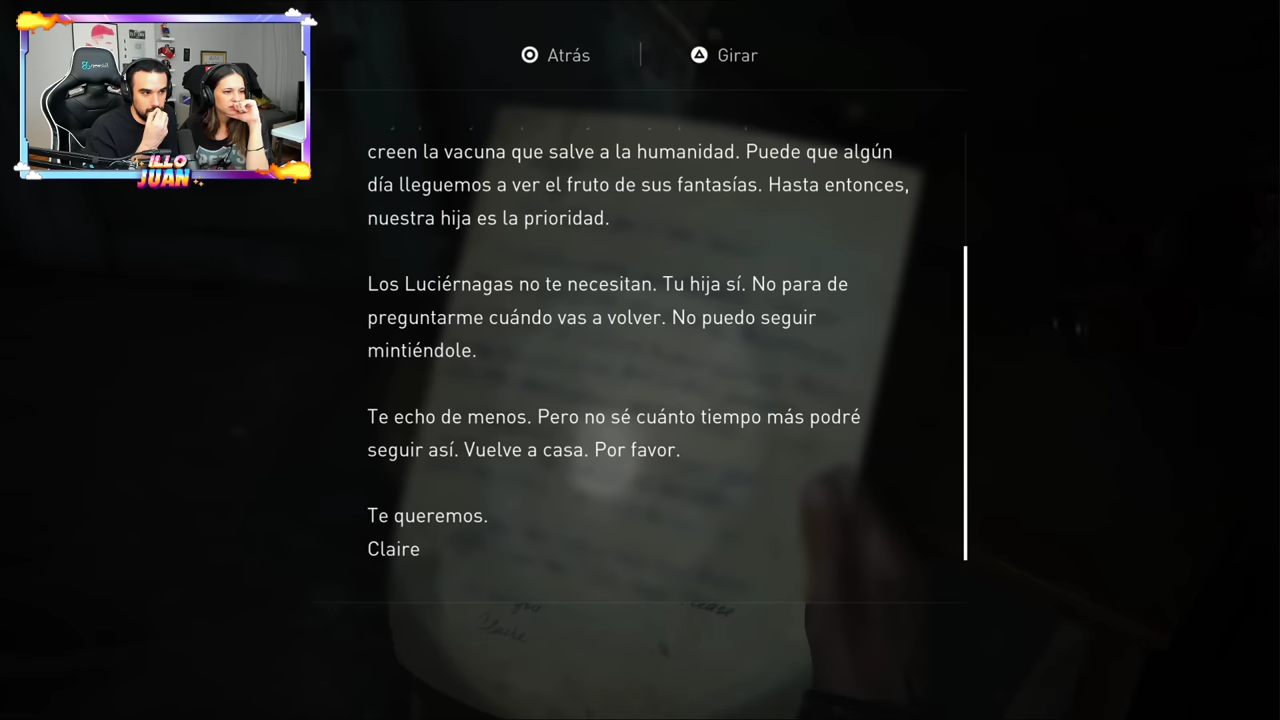 Atrás
Girar
creen la vacuna que salve a la humanidad. Puede que algún
día lleguemos a ver el fruto de sus fantasías. Hasta entonces,
nuestra hija es la prioridad.
Los Luciérnagas no te necesitan. Tu hija sí. No para de
preguntarme cuándo vas a volver. No puedo seguir
mintiéndole.
Te echo de menos. Pero no sé cuánto tiempo más podré
seguir así. Vuelve a casa. Por favor.
Te queremos.
Claire
ILLO
JUAN